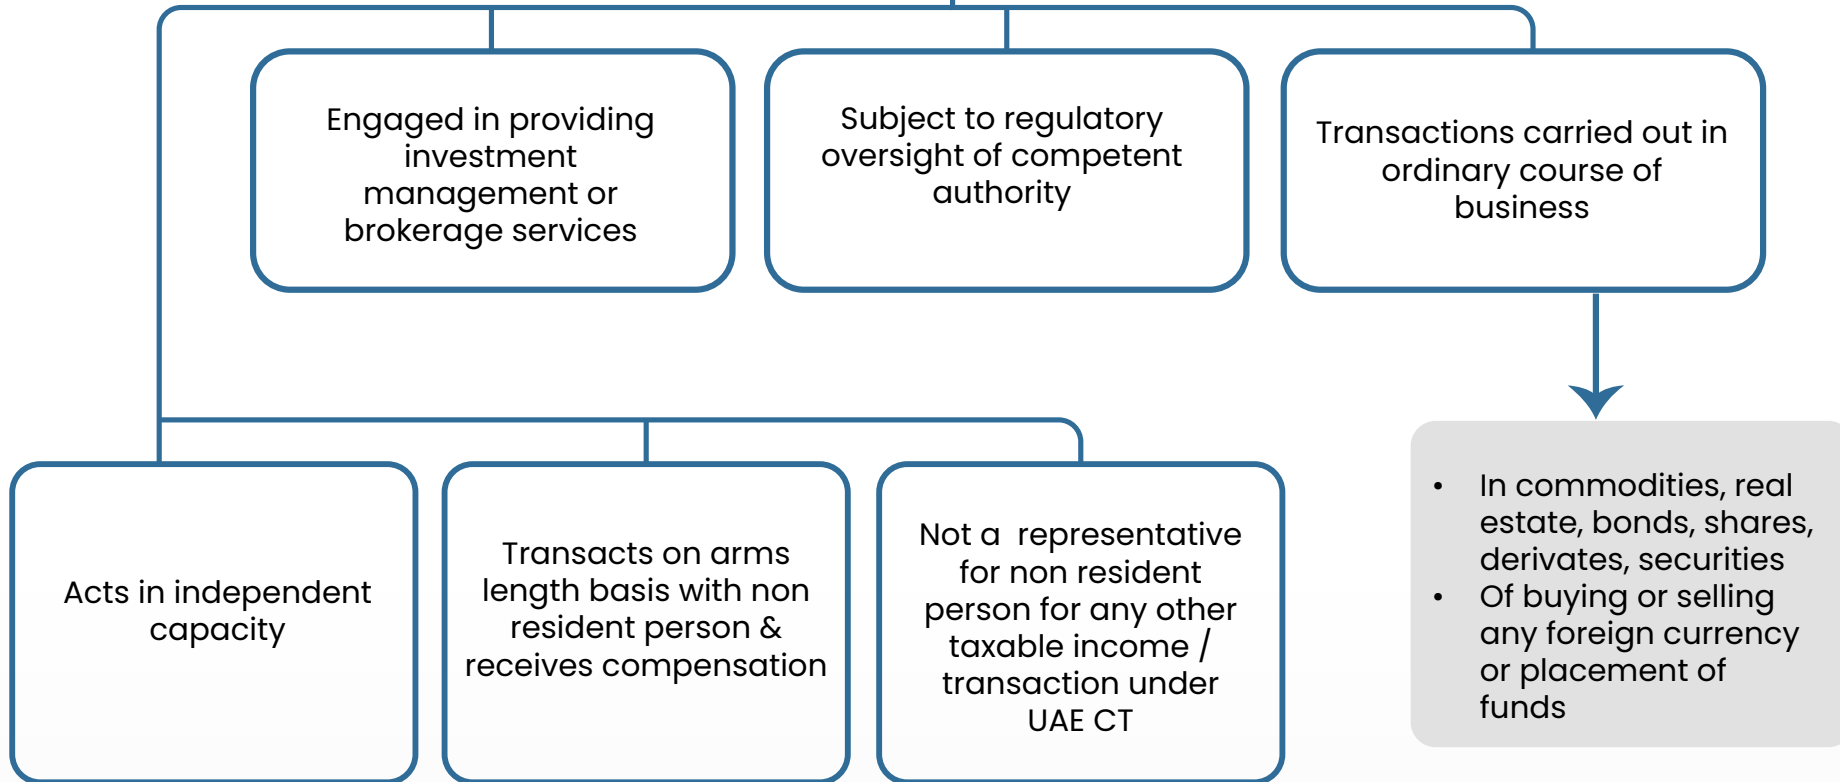 Engaged in providing
investment
management or
brokerage services
Subject to regulatory
oversight of competent
authority
Transactions carried out in
ordinary course of
business
Acts in independent
capacity
Transacts on arms
length basis with non
resident person &
receives compensation
Not a  representative
for non resident
person for any other
taxable income /
transaction under
UAE CT
• In commodities, real
estate, bonds, shares,
derivates, securities
• Of buying or selling
any foreign currency
or placement of
funds